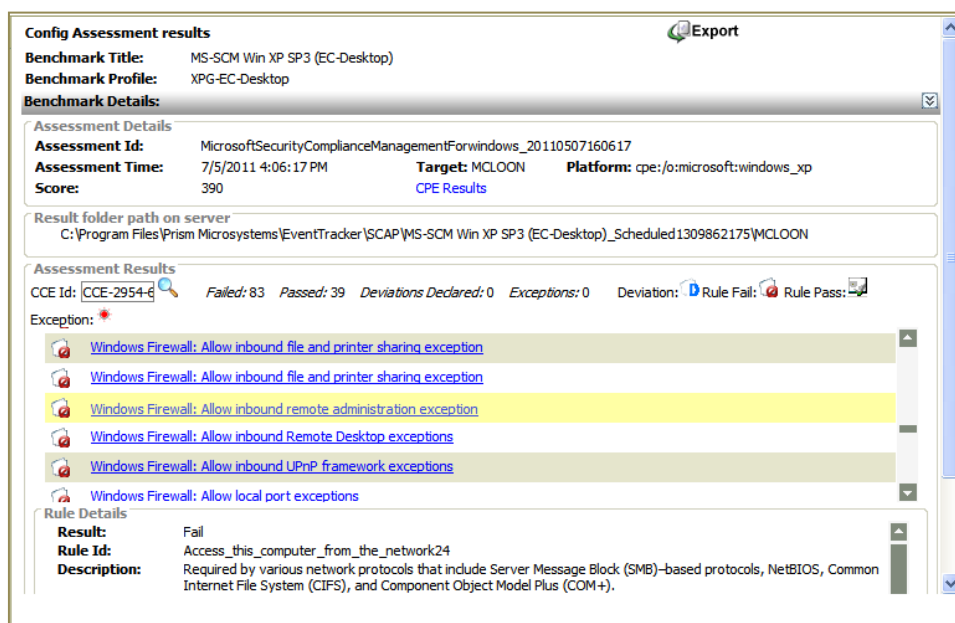 Config Assessment results
Export
Benchmark Title: MS-SCM Win XP SP3 (EC-Desktop)
Benchmark Profile: XPG-EC-Desktop
Benchmark Details:
Assessment Details
Assessment Id: MicrosoftSecurityComplianceManagementForwindows_20110507160617
Assessment Time: 7/5/2011 4:06:17 PM Target: MCLOON Platform: cpe:/o:microsoft:windows_xp
Score: 390 CPE Results
Result folder path on server
C:\Program Files\Prism Microsystems\EventTracker\SCAP\MS-SCM Win XP SP3 (EC-Desktop)_Scheduled1309862175\MCLOON
Assessment Results
CCE Id: CCE-2954-6 Failed: 83 Passed: 39 Deviations Declared: 0 Exceptions: 0 Deviation: D Rule Fail: Rule Pass:
Exception:
Windows Firewall: Allow inbound file and printer sharing exception
Windows Firewall: Allow inbound file and printer sharing exception
Windows Firewall: Allow inbound remote administration exception
Windows Firewall: Allow inbound Remote Desktop exceptions
Windows Firewall: Allow inbound UPnP framework exceptions
Windows Firewall: Allow local port exceptions
Rule Details
Result: Fail
Rule Id: Access_this_computer_from_the_network24
Description: Required by various network protocols that include Server Message Block (SMB)–based protocols, NetBIOS, Common
Internet File System (CIFS), and Component Object Model Plus (COM+).